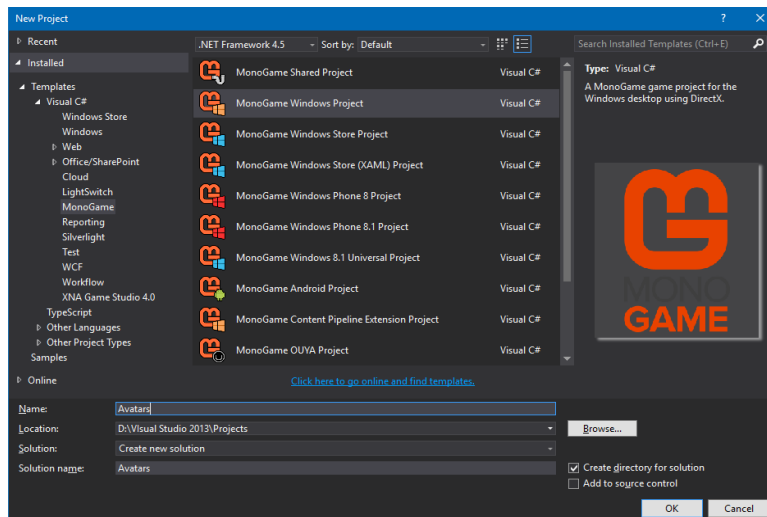 New Project
? ×
Recent
.NET Framework 4.5
Sort by: Default
Search Installed Templates (Ctrl+E)
Installed
Templates
Visual C#
Windows Store
Windows
Web
Office/SharePoint
Cloud
LightSwitch
MonoGame
Reporting
Silverlight
Test
WCF
Workflow
XNA Game Studio 4.0
TypeScript
Other Languages
Other Project Types
Samples
Online
MonoGame Shared Project Visual C#
MonoGame Windows Project Visual C#
MonoGame Windows Store Project Visual C#
MonoGame Windows Store (XAML) Project Visual C#
MonoGame Windows Phone 8 Project Visual C#
MonoGame Windows Phone 8.1 Project Visual C#
MonoGame Windows 8.1 Universal Project Visual C#
MonoGame Android Project Visual C#
MonoGame Content Pipeline Extension Project Visual C#
MonoGame OUYA Project Visual C#
Click here to go online and find templates.
Type: Visual C#
A MonoGame game project for the
Windows desktop using DirectX.
MONO
GAME
Name: Avatars
Location: D:\VIsual Studio 2013\Projects
Browse...
Solution: Create new solution
Solution name: Avatars
Create directory for solution
Add to source control
OK Cancel